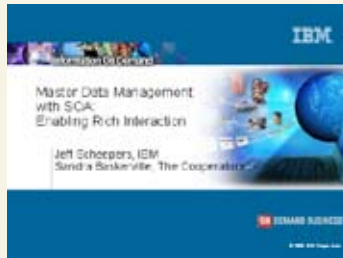 IBM
Information On Demand
Master Data Management
with SOA:
Enabling Rich Interaction
Jeff Scheepers, IBM
Sandra Baskerville, The Cooperators
ON DEMAND BUSINESS